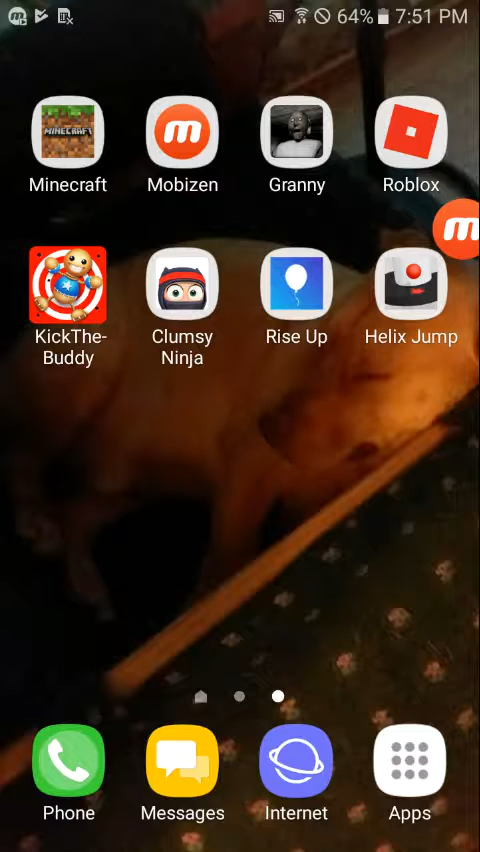 64% 7:51 PM
MINECRAFT
Minecraft Mobizen Granny Roblox
KickThe- Clumsy Rise Up Helix Jump
Buddy Ninja
Phone Messages Internet Apps